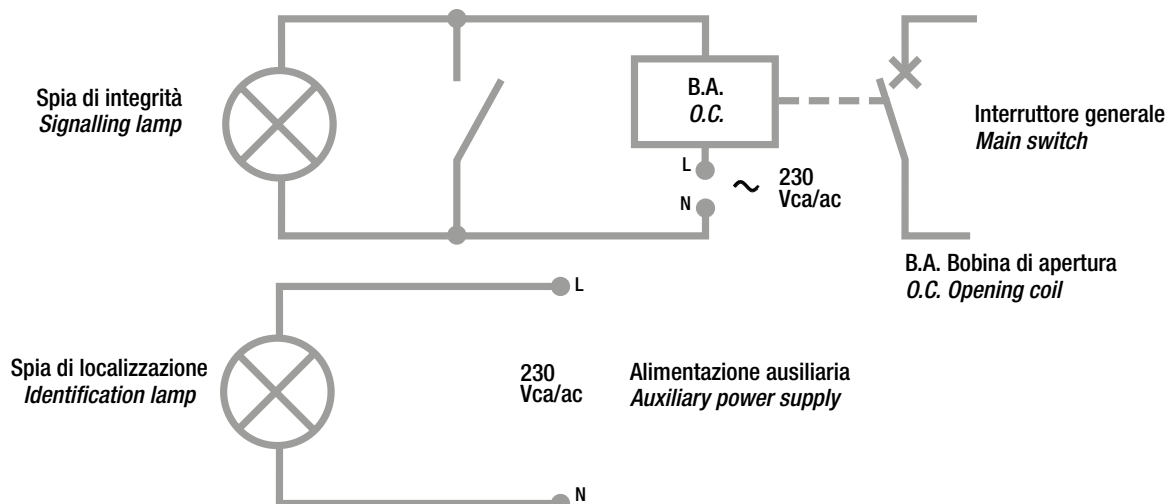 Spia di integrità
Signalling lamp
B.A.
O.C.
L
N
230
Vca/ac
Interruttore generale
Main switch
B.A. Bobina di apertura
O.C. Opening coil
L
Spia di localizzazione
Identification lamp
230
Vca/ac
Alimentazione ausiliaria
Auxiliary power supply
N